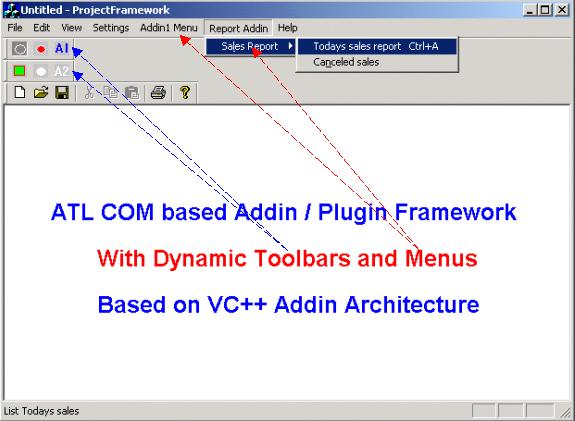 Untitled - ProjectFramework
File Edit View Settings Addin1 Menu Report Addin Help
Sales Report
Todays sales report Ctrl+A
Canceled sales
A1
A2
?
ATL COM based Addin / Plugin Framework
With Dynamic Toolbars and Menus
Based on VC++ Addin Architecture
List Todays sales